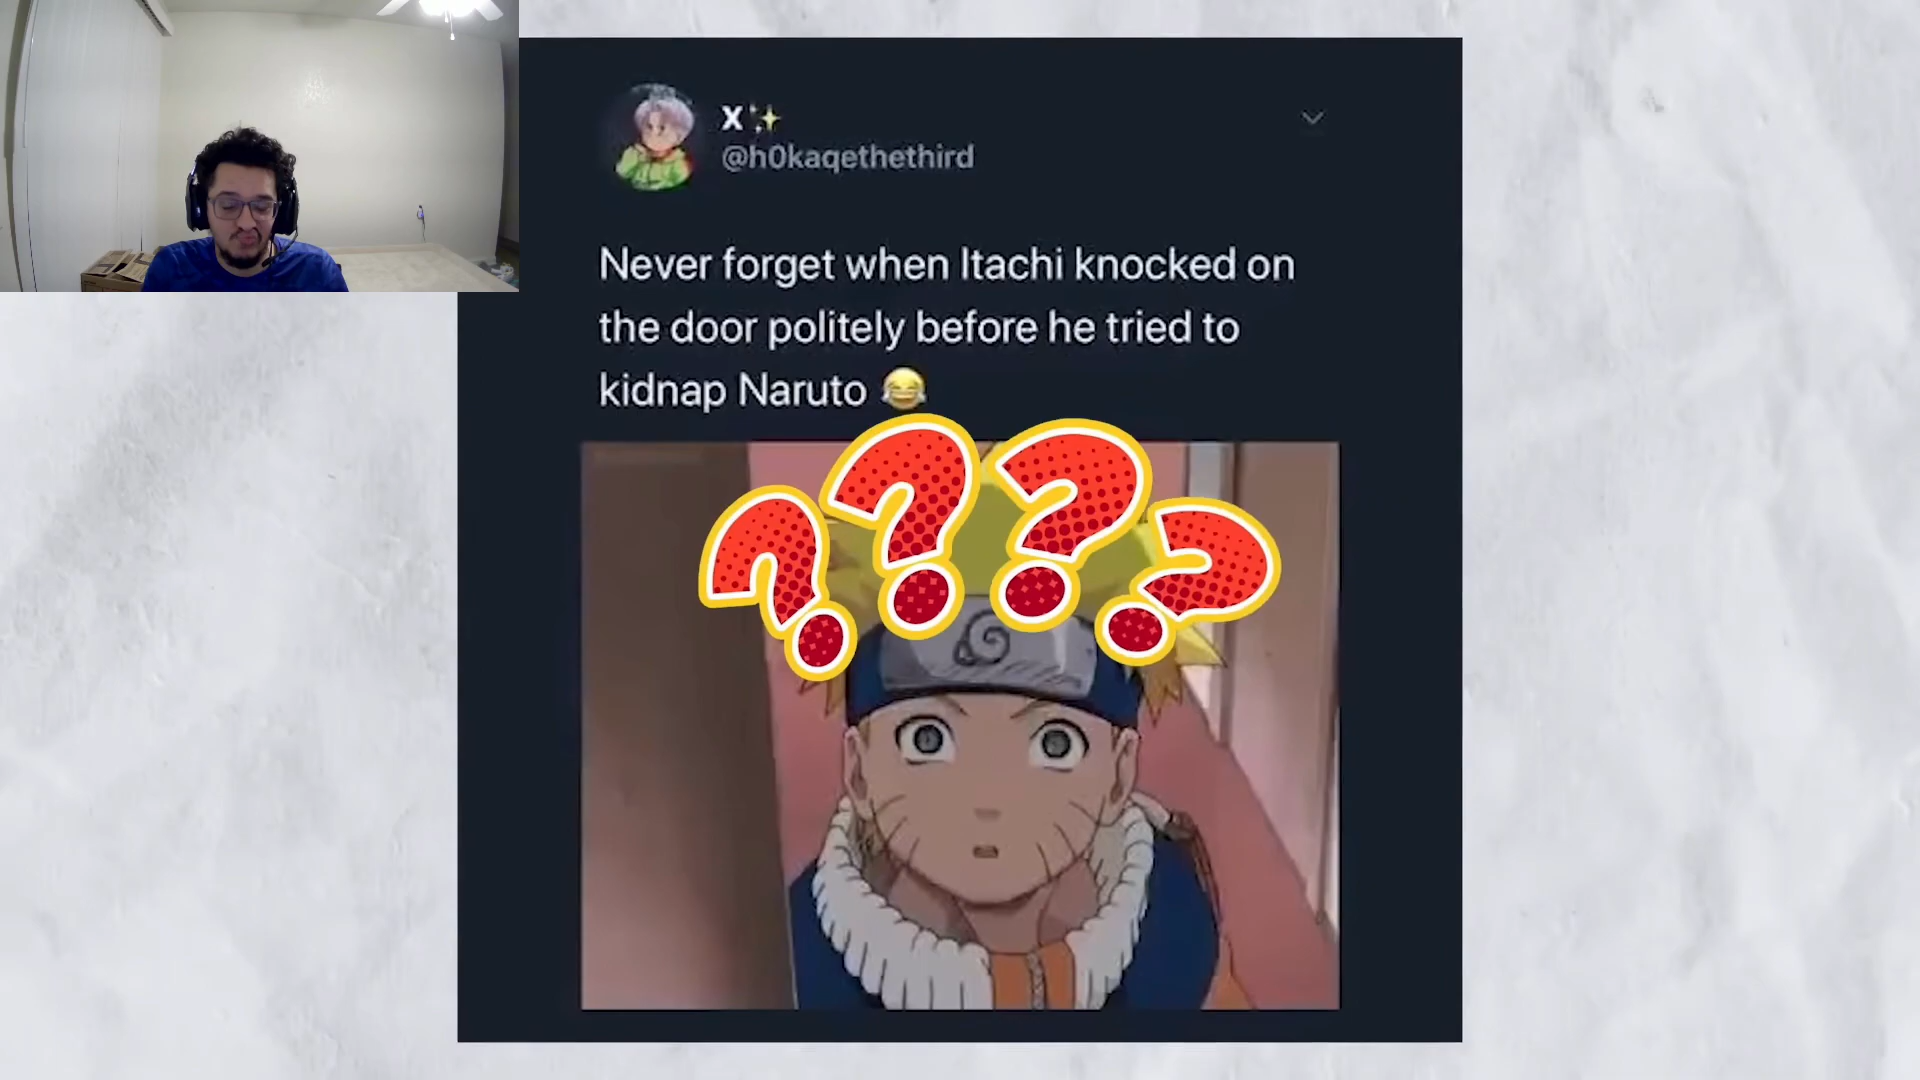 X✨
@h0kaqethethird
Never forget when Itachi knocked on
the door politely before he tried to
kidnap Naruto 😂
? ? ? ?